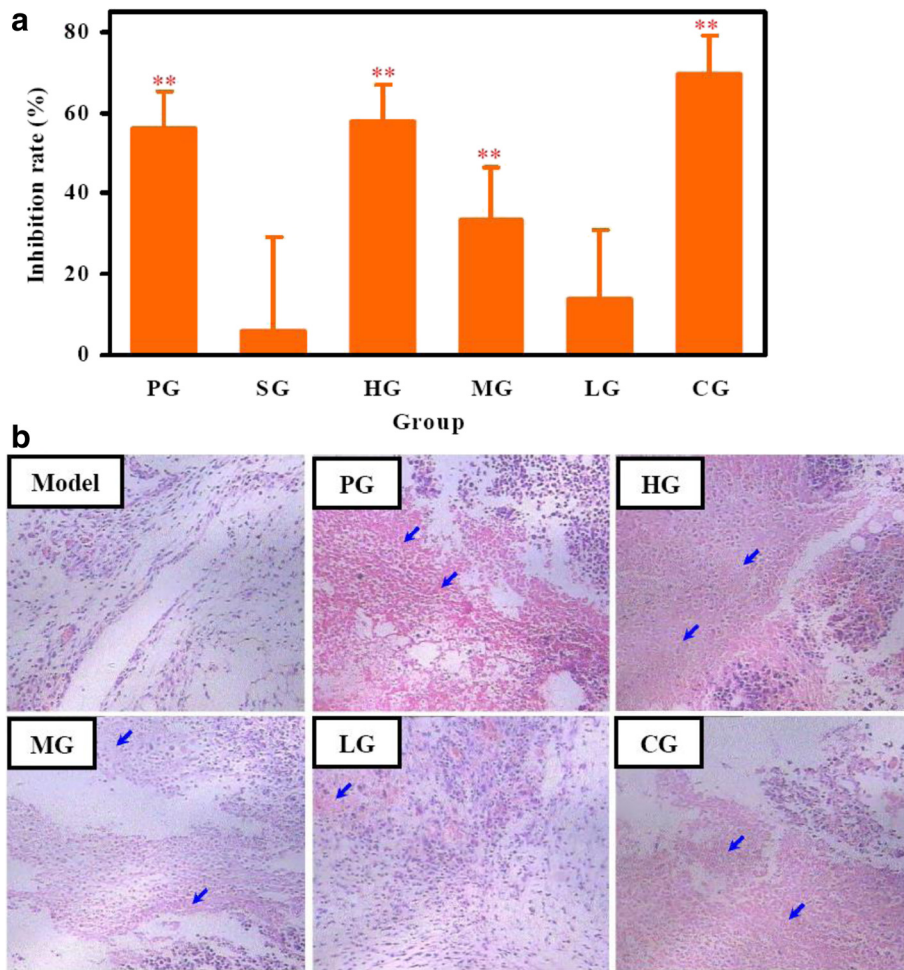 a
80
**
**
**
**
60
40
20
0
Inhibition rate (%)
PG SG HG MG LG CG
Group
b
Model PG HG
MG LG CG